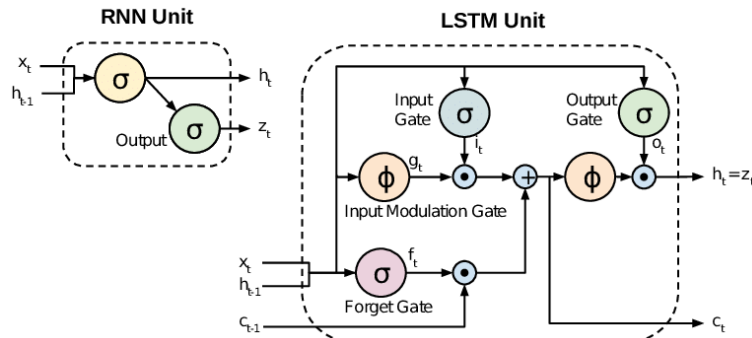 RNN Unit
x_t
h_t-1
σ
h_t
Output
σ
z_t
LSTM Unit
Input
Gate
σ
i_t
Output
Gate
σ
o_t
ϕ
g_t
+
ϕ
h_t=z_t
Input Modulation Gate
x_t
h_t-1
σ
f_t
Forget Gate
c_t-1
c_t